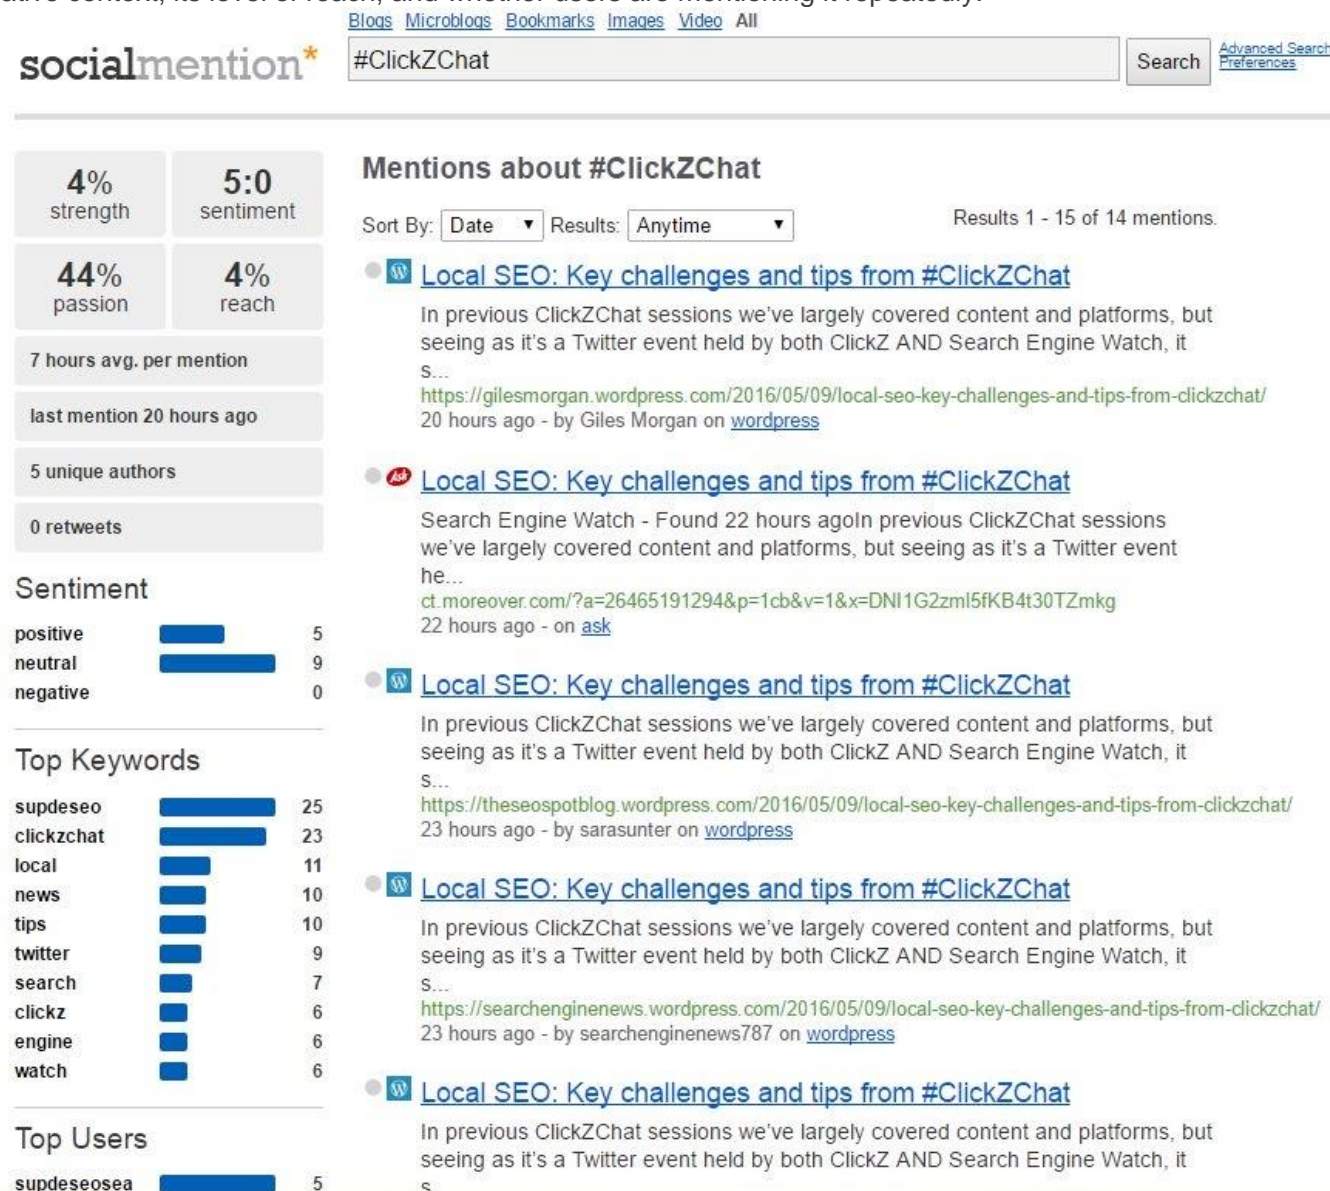 ative content, its level of reach, and whether users are mentioning it repeatedly.
Blogs Microblogs Bookmarks Images Video All
socialmention*
#ClickZChat
Search
Advanced Search
Preferences
4% strength
5:0 sentiment
44% passion
4% reach
7 hours avg. per mention
last mention 20 hours ago
5 unique authors
0 retweets
Sentiment
positive 5
neutral 9
negative 0
Top Keywords
supdeseo 25
clickzchat 23
local 11
news 10
tips 10
twitter 9
search 7
clickz 6
engine 6
watch 6
Top Users
supdeseosea 5
Mentions about #ClickZChat
Sort By: Date Results: Anytime
Results 1 - 15 of 14 mentions.
Local SEO: Key challenges and tips from #ClickZChat
In previous ClickZChat sessions we've largely covered content and platforms, but
seeing as it's a Twitter event held by both ClickZ AND Search Engine Watch, it
s...
https://gilesmorgan.wordpress.com/2016/05/09/local-seo-key-challenges-and-tips-from-clickzchat/
20 hours ago - by Giles Morgan on wordpress
Ask
Local SEO: Key challenges and tips from #ClickZChat
Search Engine Watch - Found 22 hours agoIn previous ClickZChat sessions
we've largely covered content and platforms, but seeing as it's a Twitter event
he...
ct.moreover.com/?a=26465191294&p=1cb&v=1&x=DNI1G2zmI5fKB4t30TZmkg
22 hours ago - on ask
Local SEO: Key challenges and tips from #ClickZChat
In previous ClickZChat sessions we've largely covered content and platforms, but
seeing as it's a Twitter event held by both ClickZ AND Search Engine Watch, it
s...
https://theseospotblog.wordpress.com/2016/05/09/local-seo-key-challenges-and-tips-from-clickzchat/
23 hours ago - by sarasunter on wordpress
Local SEO: Key challenges and tips from #ClickZChat
In previous ClickZChat sessions we've largely covered content and platforms, but
seeing as it's a Twitter event held by both ClickZ AND Search Engine Watch, it
s...
https://searchenginenews.wordpress.com/2016/05/09/local-seo-key-challenges-and-tips-from-clickzchat/
23 hours ago - by searchenginenews787 on wordpress
Local SEO: Key challenges and tips from #ClickZChat
In previous ClickZChat sessions we've largely covered content and platforms, but
seeing as it's a Twitter event held by both ClickZ AND Search Engine Watch, it
s